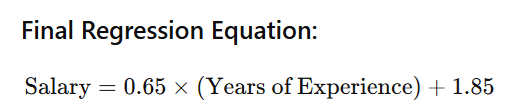 Final Regression Equation:
Salary = 0.65 × (Years of Experience) + 1.85